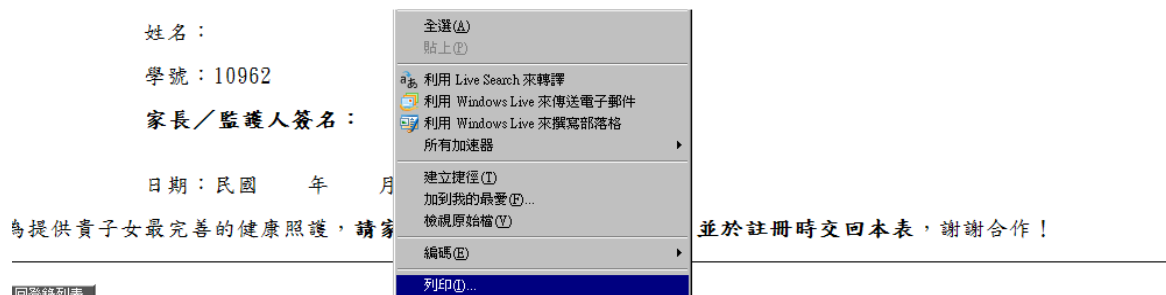 姓名：
學號：10962
家長／監護人簽名：
日期：民國 年 月
為提供貴子女最完善的健康照護，請家
並於註冊時交回本表，謝謝合作！
全選(A)
貼上(P)
利用 Live Search 來轉譯
利用 Windows Live 來傳送電子郵件
利用 Windows Live 來撰寫部落格
所有加速器
建立捷徑(T)
加到我的最愛(F)...
檢視原始檔(V)
編碼(E)
列印(I)...